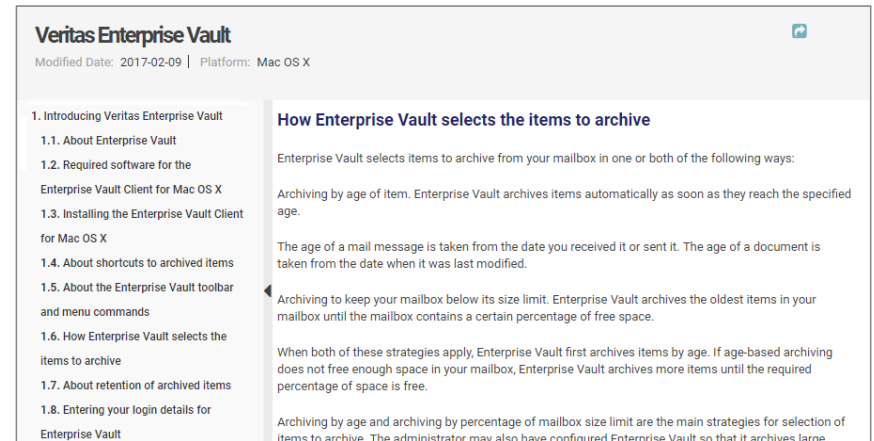 Veritas Enterprise Vault
Modified Date: 2017-02-09 | Platform: Mac OS X
1. Introducing Veritas Enterprise Vault
1.1. About Enterprise Vault
1.2. Required software for the
Enterprise Vault Client for Mac OS X
1.3. Installing the Enterprise Vault Client
for Mac OS X
1.4. About shortcuts to archived items
1.5. About the Enterprise Vault toolbar
and menu commands
1.6. How Enterprise Vault selects the
items to archive
1.7. About retention of archived items
1.8. Entering your login details for
Enterprise Vault
How Enterprise Vault selects the items to archive
Enterprise Vault selects items to archive from your mailbox in one or both of the following ways:
Archiving by age of item. Enterprise Vault archives items automatically as soon as they reach the specified
age.
The age of a mail message is taken from the date you received it or sent it. The age of a document is
taken from the date when it was last modified.
Archiving to keep your mailbox below its size limit. Enterprise Vault archives the oldest items in your
mailbox until the mailbox contains a certain percentage of free space.
When both of these strategies apply, Enterprise Vault first archives items by age. If age-based archiving
does not free enough space in your mailbox, Enterprise Vault archives more items until the required
percentage of space is free.
Archiving by age and archiving by percentage of mailbox size limit are the main strategies for selection of
items to archive. The administrator may also have configured Enterprise Vault so that it archives large